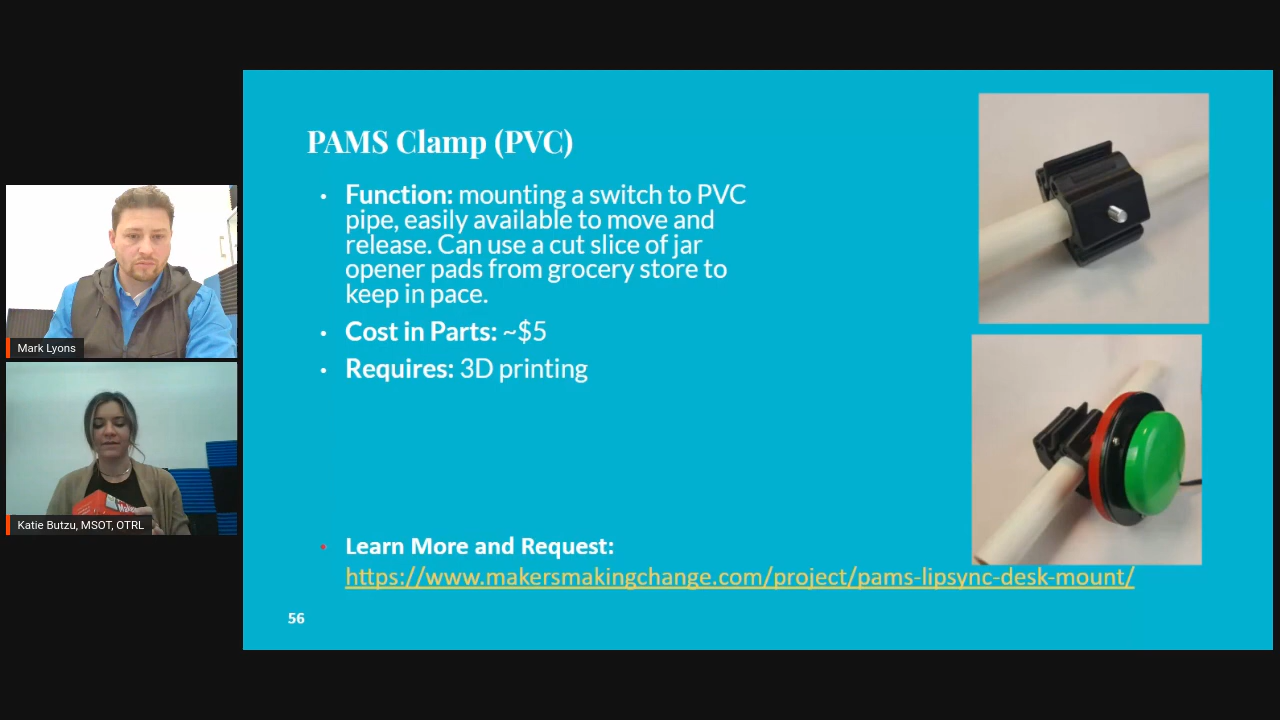 PAMS Clamp (PVC)
• Function: mounting a switch to PVC
pipe, easily available to move and
release. Can use a cut slice of jar
opener pads from grocery store to
keep in pace.
• Cost in Parts: ~$5
• Requires: 3D printing
• Learn More and Request:
https://www.makersmakingchange.com/project/pams-lipsync-desk-mount/
56
Mark Lyons
Katie Butzu, MSOT, OTRL